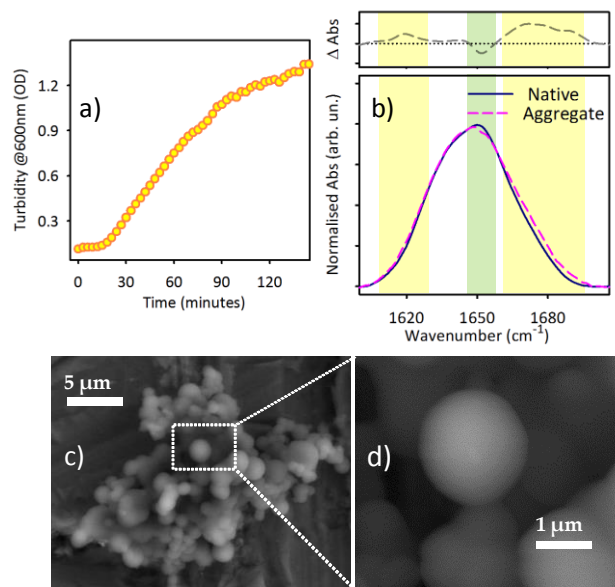 a)
Turbidity @600nm (OD)
1.2
0.9
0.6
0.3
0
30
60
90
120
Time (minutes)
Δ Abs
b)
Native
Aggregate
Normalised Abs (arb. un.)
1620
1650
1680
Wavenumber (cm⁻¹)
5 μm
c)
d)
1 μm